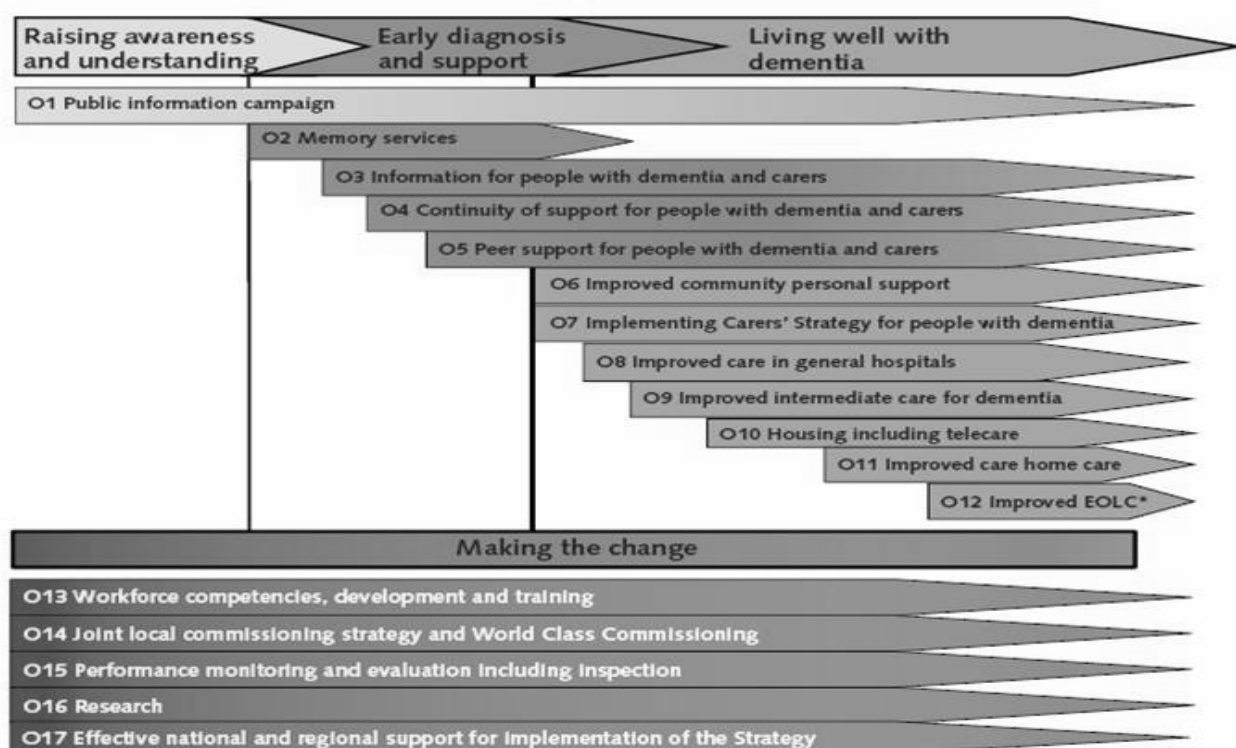 Raising awareness
and understanding
Early diagnosis
and support
Living well with
dementia
O1 Public information campaign
O2 Memory services
O3 Information for people with dementia and carers
O4 Continuity of support for people with dementia and carers
O5 Peer support for people with dementia and carers
O6 Improved community personal support
O7 Implementing Carers' Strategy for people with dementia
O8 Improved care in general hospitals
O9 Improved intermediate care for dementia
O10 Housing including telecare
O11 Improved care home care
O12 Improved EOLC*
Making the change
O13 Workforce competencies, development and training
O14 Joint local commissioning strategy and World Class Commissioning
O15 Performance monitoring and evaluation including inspection
O16 Research
O17 Effective national and regional support for implementation of the Strategy